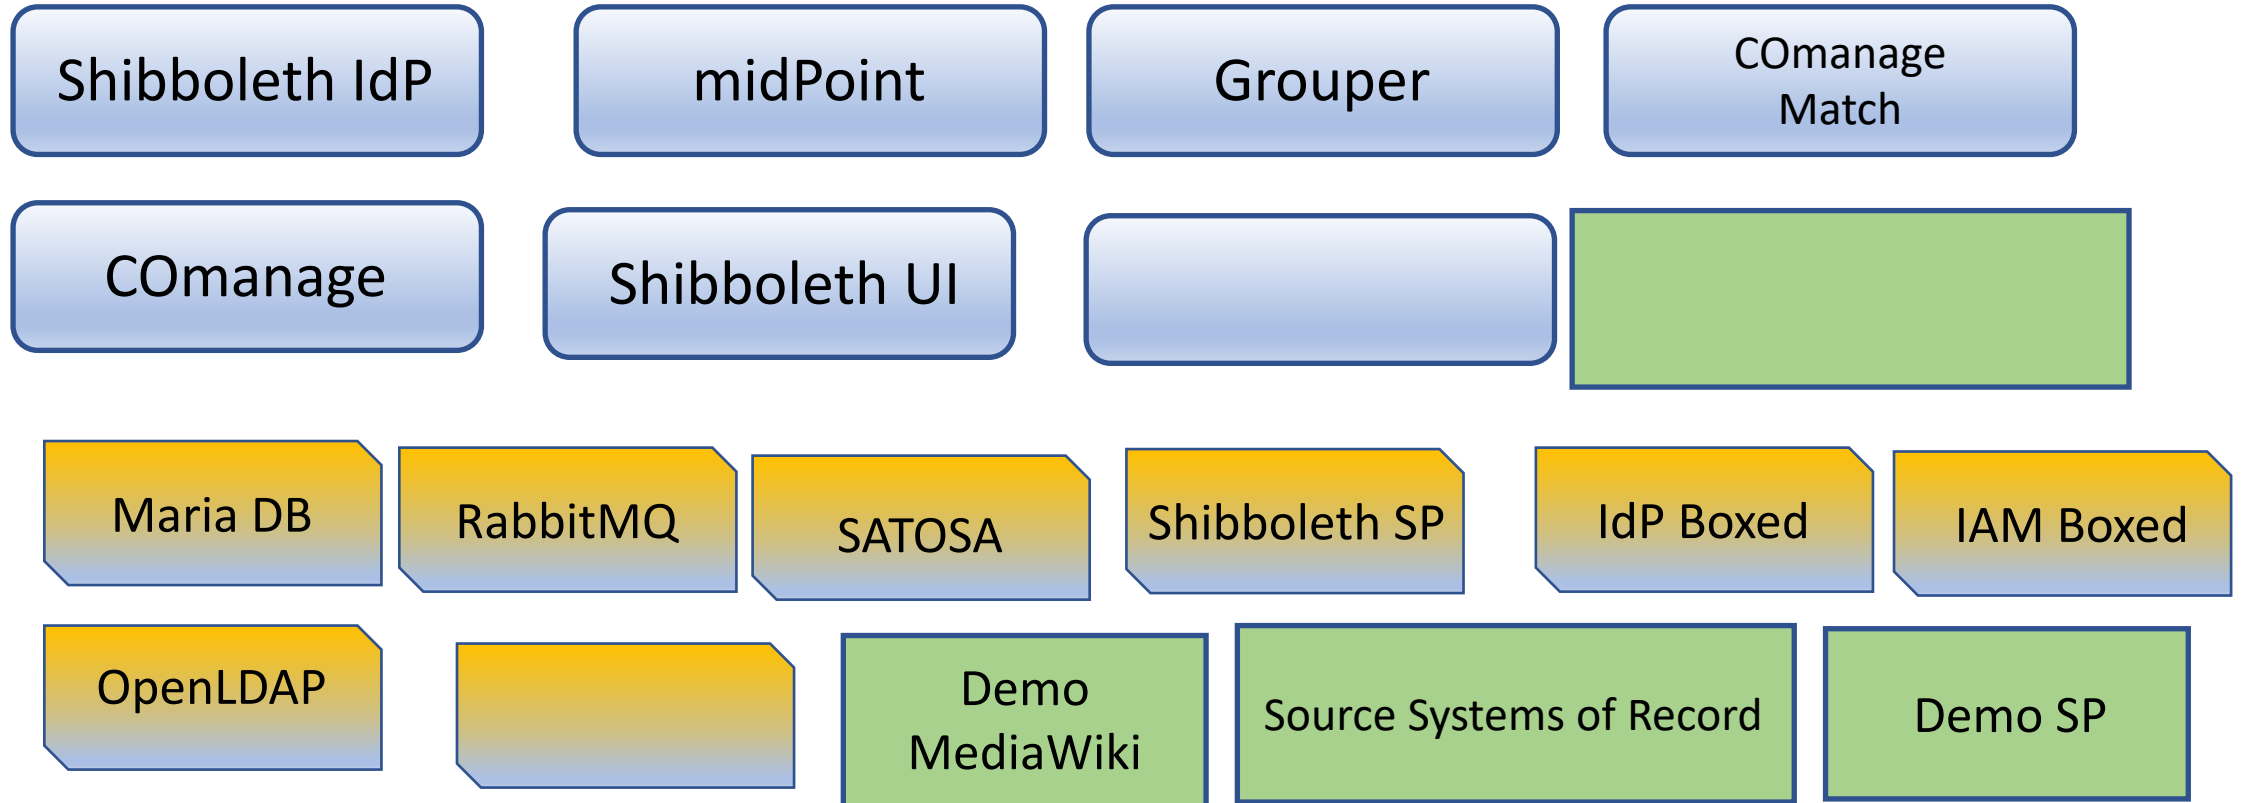 Shibboleth IdP
midPoint
Grouper
COmanage
Match
COmanage
Shibboleth UI
Maria DB
RabbitMQ
SATOSA
Shibboleth SP
IdP Boxed
IAM Boxed
OpenLDAP
Demo
MediaWiki
Source Systems of Record
Demo SP